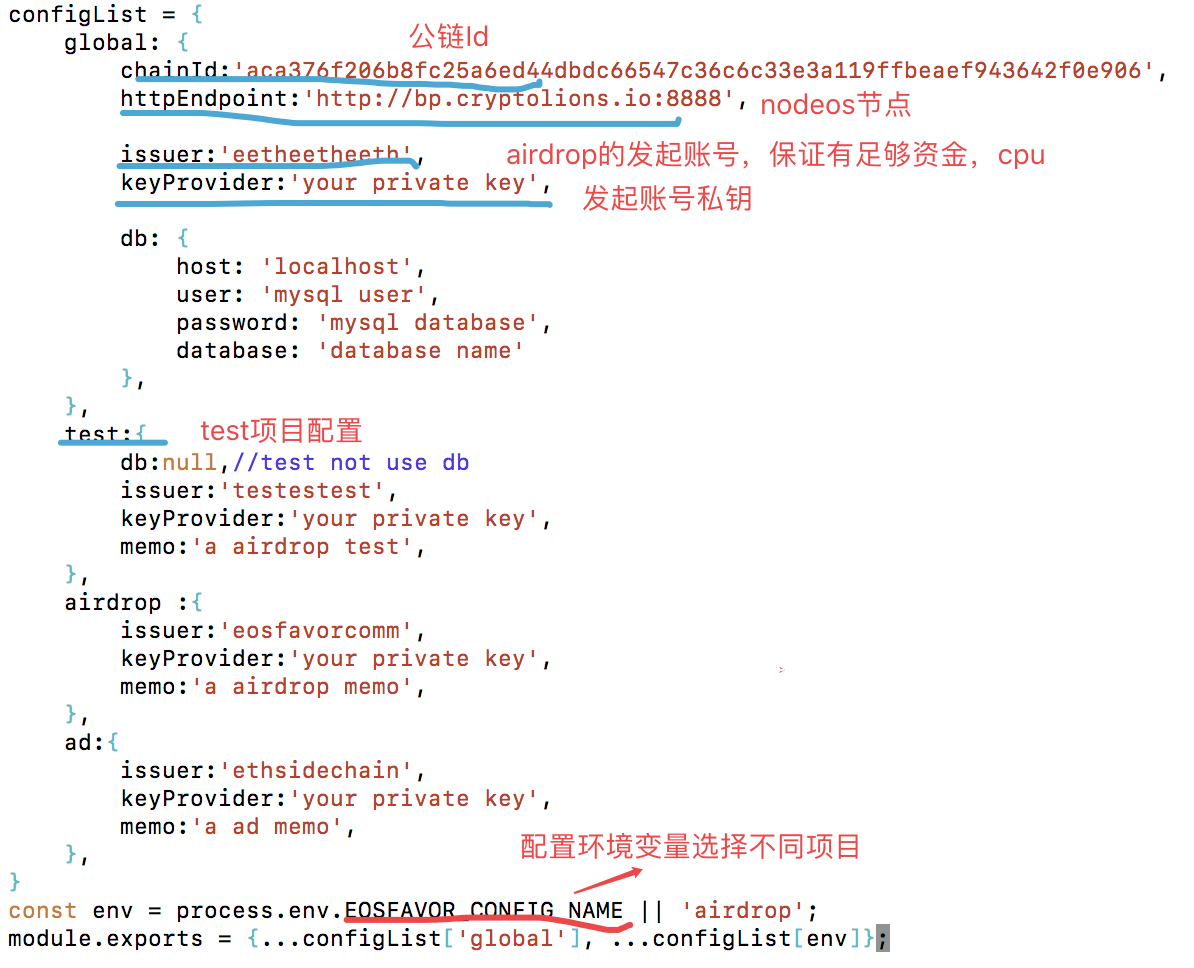 configList = {
公链Id
global: {
chainId:'aca376f206b8fc25a6ed44dbdc66547c36c6c33e3a119ffbeaef943642f0e906',
httpEndpoint:'http://bp.cryptolions.io:8888', nodeos节点
issuer:'eetheetheeth', airdrop的发起账号，保证有足够资金，cpu
keyProvider:'your private key', 发起账号私钥
db: {
host: 'localhost',
user: 'mysql user',
password: 'mysql database',
database: 'database name'
},
},
test:{ test项目配置
db:null,//test not use db
issuer:'testestest',
keyProvider:'your private key',
memo:'a airdrop test',
},
airdrop :{
issuer:'eosfavorcomm',
keyProvider:'your private key',
memo:'a airdrop memo',
},
ad:{
issuer:'ethsidechain',
keyProvider:'your private key',
memo:'a ad memo',
},
配置环境变量选择不同项目
}
const env = process.env.EOSFAVOR_CONFIG_NAME || 'airdrop';
module.exports = {...configList['global'], ...configList[env]};